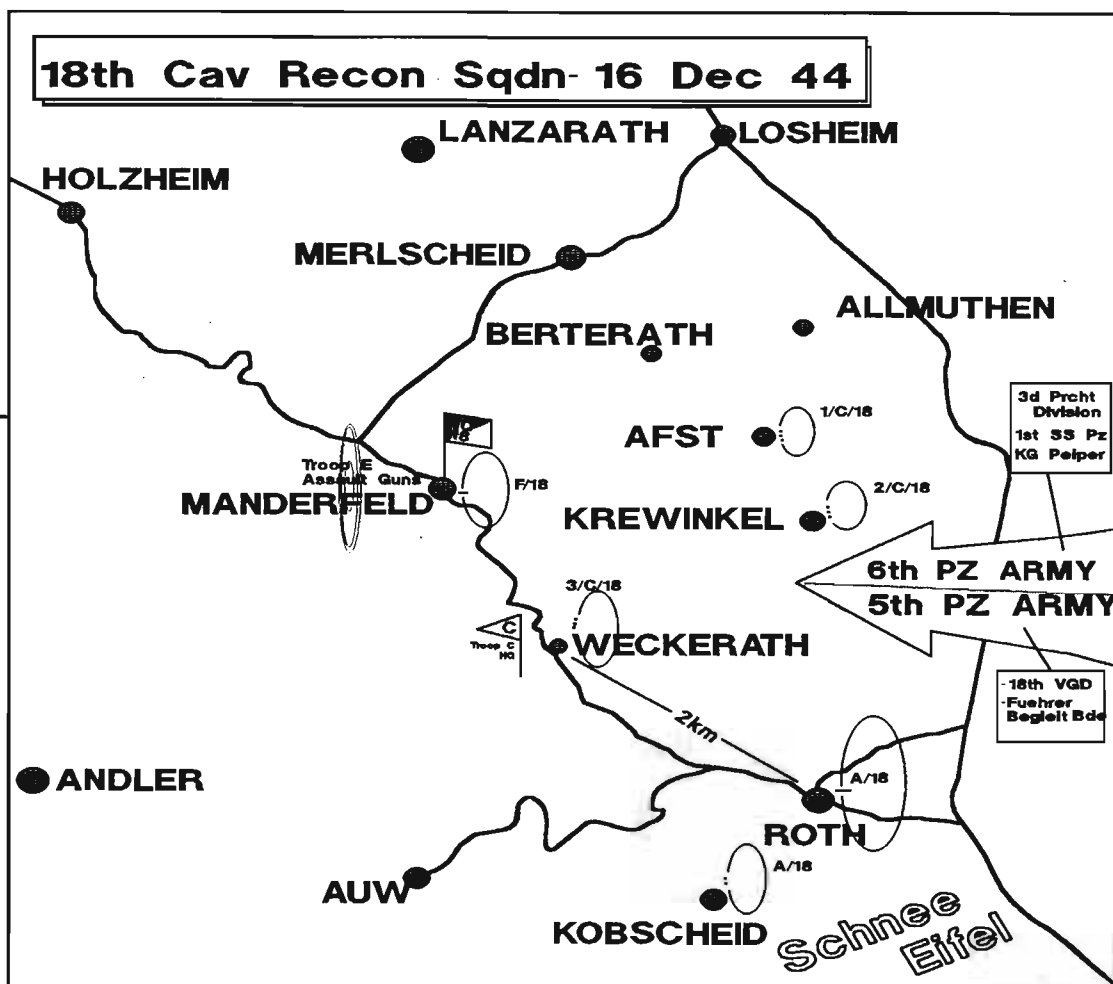 18th Cav Recon Sqdn- 16 Dec 44
LANZARATH
LOSHEIM
HOLZHEIM
MERLSCHEID
ALLMUTHEN
BERTERATH
3d Prcht
Division
1st SS Pz
KG Peiper
1/C/18
AFST
18
Troop E
Assault Guns
F/18
MANDERFELD
2/C/18
KREWINKEL
6th PZ ARMY
5th PZ ARMY
3/C/18
C
Troop C
HQ
WECKERATH
-18th VGD
-Fuehrer
Begleit Bde
2km
ANDLER
A/18
ROTH
A/18
AUW
KOBSCHEID
Schnee
Eifel